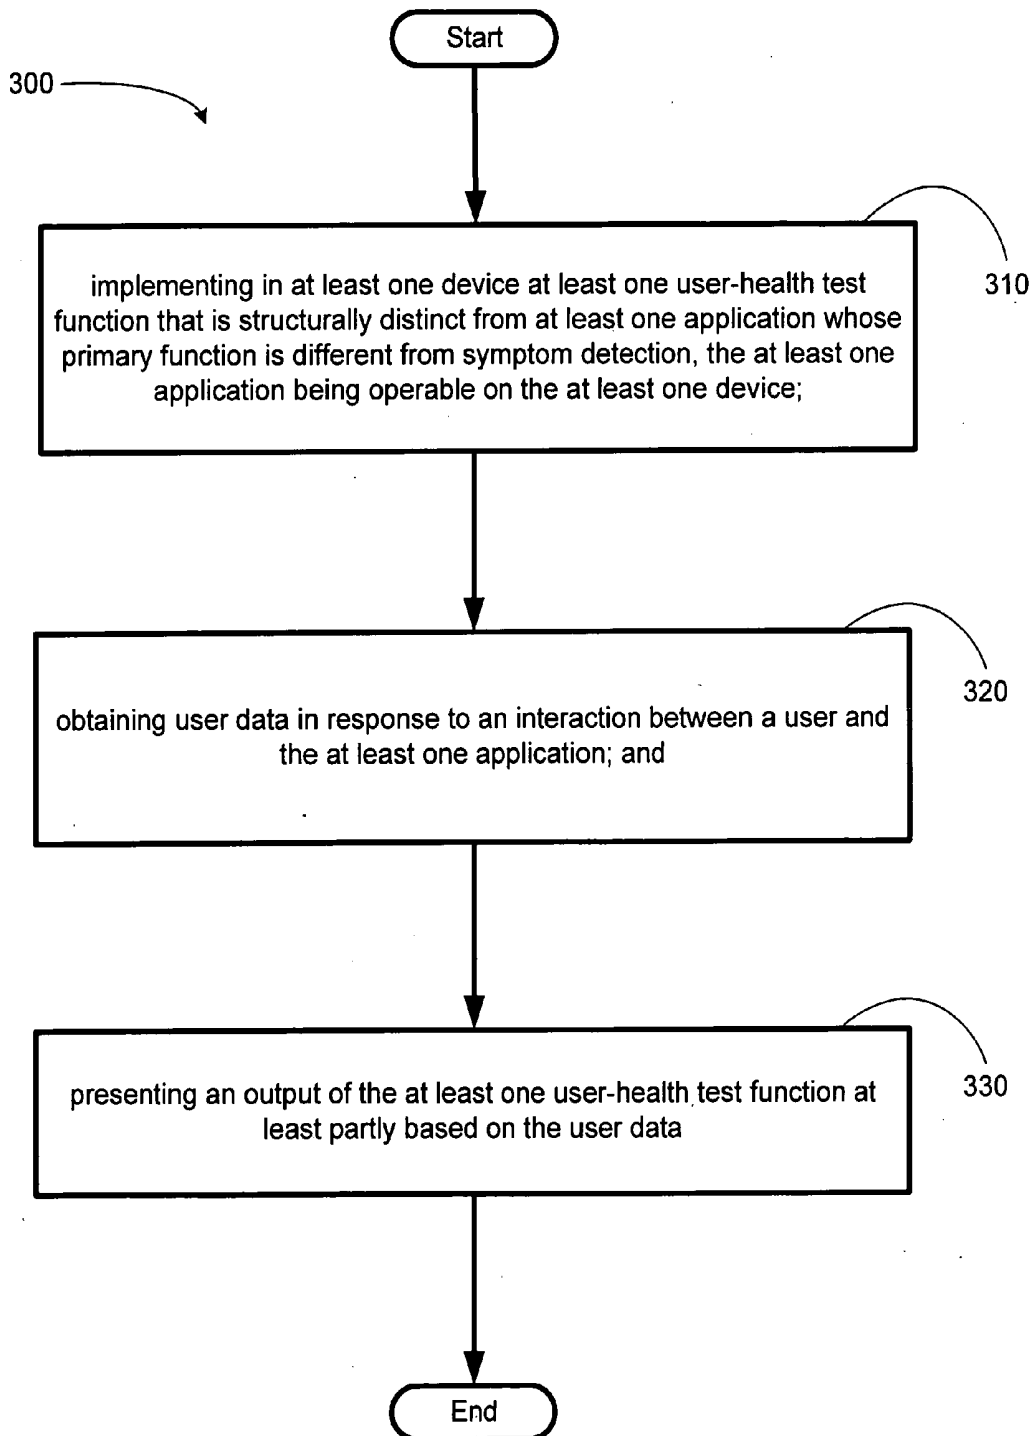 Start
300
implementing in at least one device at least one user-health test
function that is structurally distinct from at least one application whose
primary function is different from symptom detection, the at least one
application being operable on the at least one device;
310
obtaining user data in response to an interaction between a user and
the at least one application; and
320
presenting an output of the at least one user-health test function at
least partly based on the user data
330
End